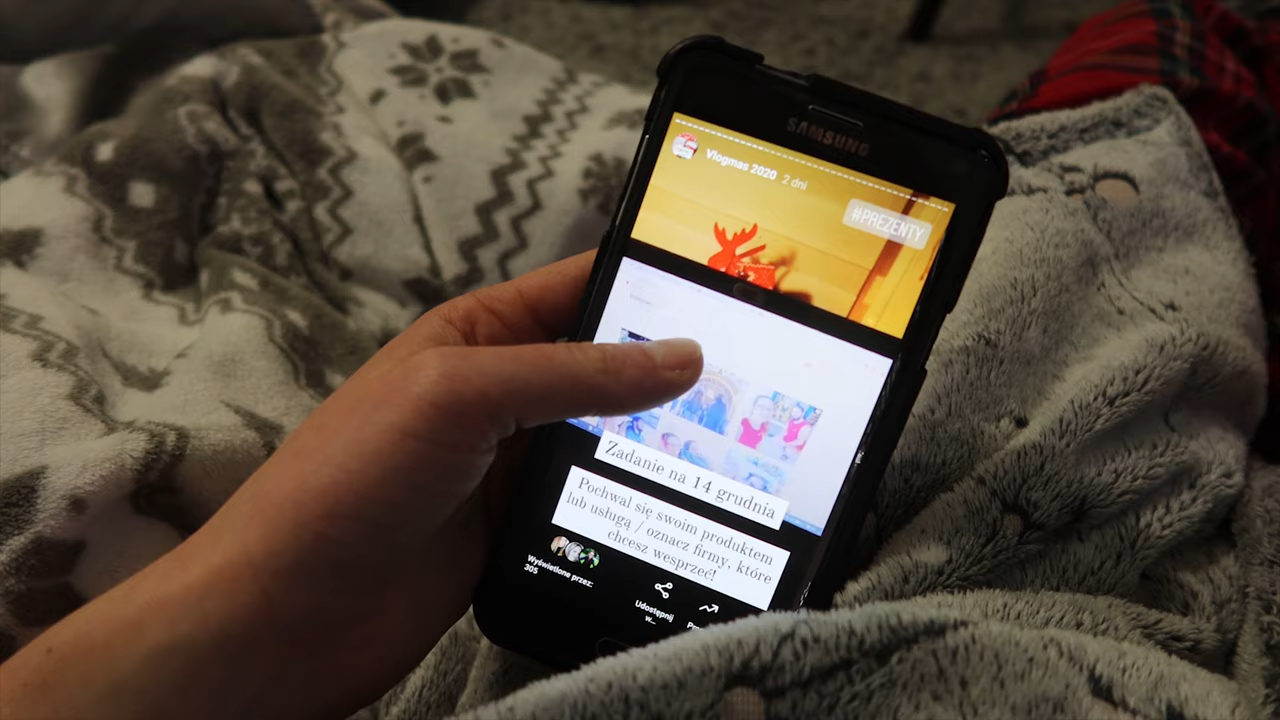 SAMSUNG
Vlogmas 2020 2 dni
#PREZENTY
Zadanie na 14 grudnia
Pochwal się swoim produktem
lub usługą / oznacz firmy, które
chcesz wesprzeć!
Wyświetlone przez:
305
Udostępnij
w...